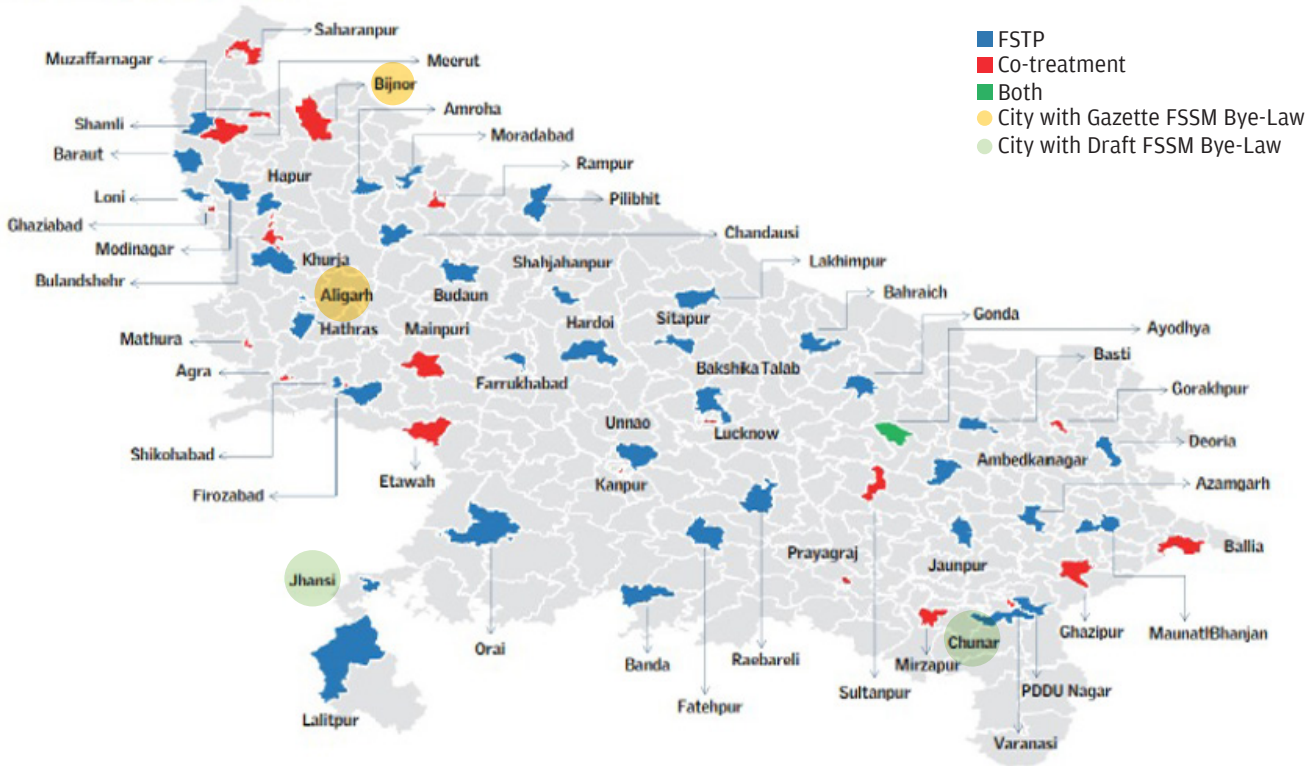 Saharanpur
FSTP
Co-treatment
Both
City with Gazette FSSM Bye-Law
City with Draft FSSM Bye-Law
Muzaffarnagar
Meerut
Bijnor
Amroha
Shamli
Moradabad
Baraut
Rampur
Hapur
Loni
Pilibhit
Ghaziabad
Chandausi
Modinagar
Khurja
Shahjahanpur
Lakhimpur
Bulandshehr
Aligarh
Budaun
Bahraich
Gonda
Hathras
Mainpuri
Hardoi
Sitapur
Ayodhya
Mathura
Basti
Agra
Farrukhabad
Bakshika Talab
Gorakhpur
Unnao
Lucknow
Deoria
Shikohabad
Etawah
Kanpur
Ambedkanagar
Azamgarh
Firozabad
Prayagraj
Jaunpur
Ballia
Jhansi
Orai
Banda
Raebareli
Mirzapur
Chunar
Ghazipur
MaunatlBhanjan
Sultanpur
PDDU Nagar
Fatehpur
Lalitpur
Varanasi